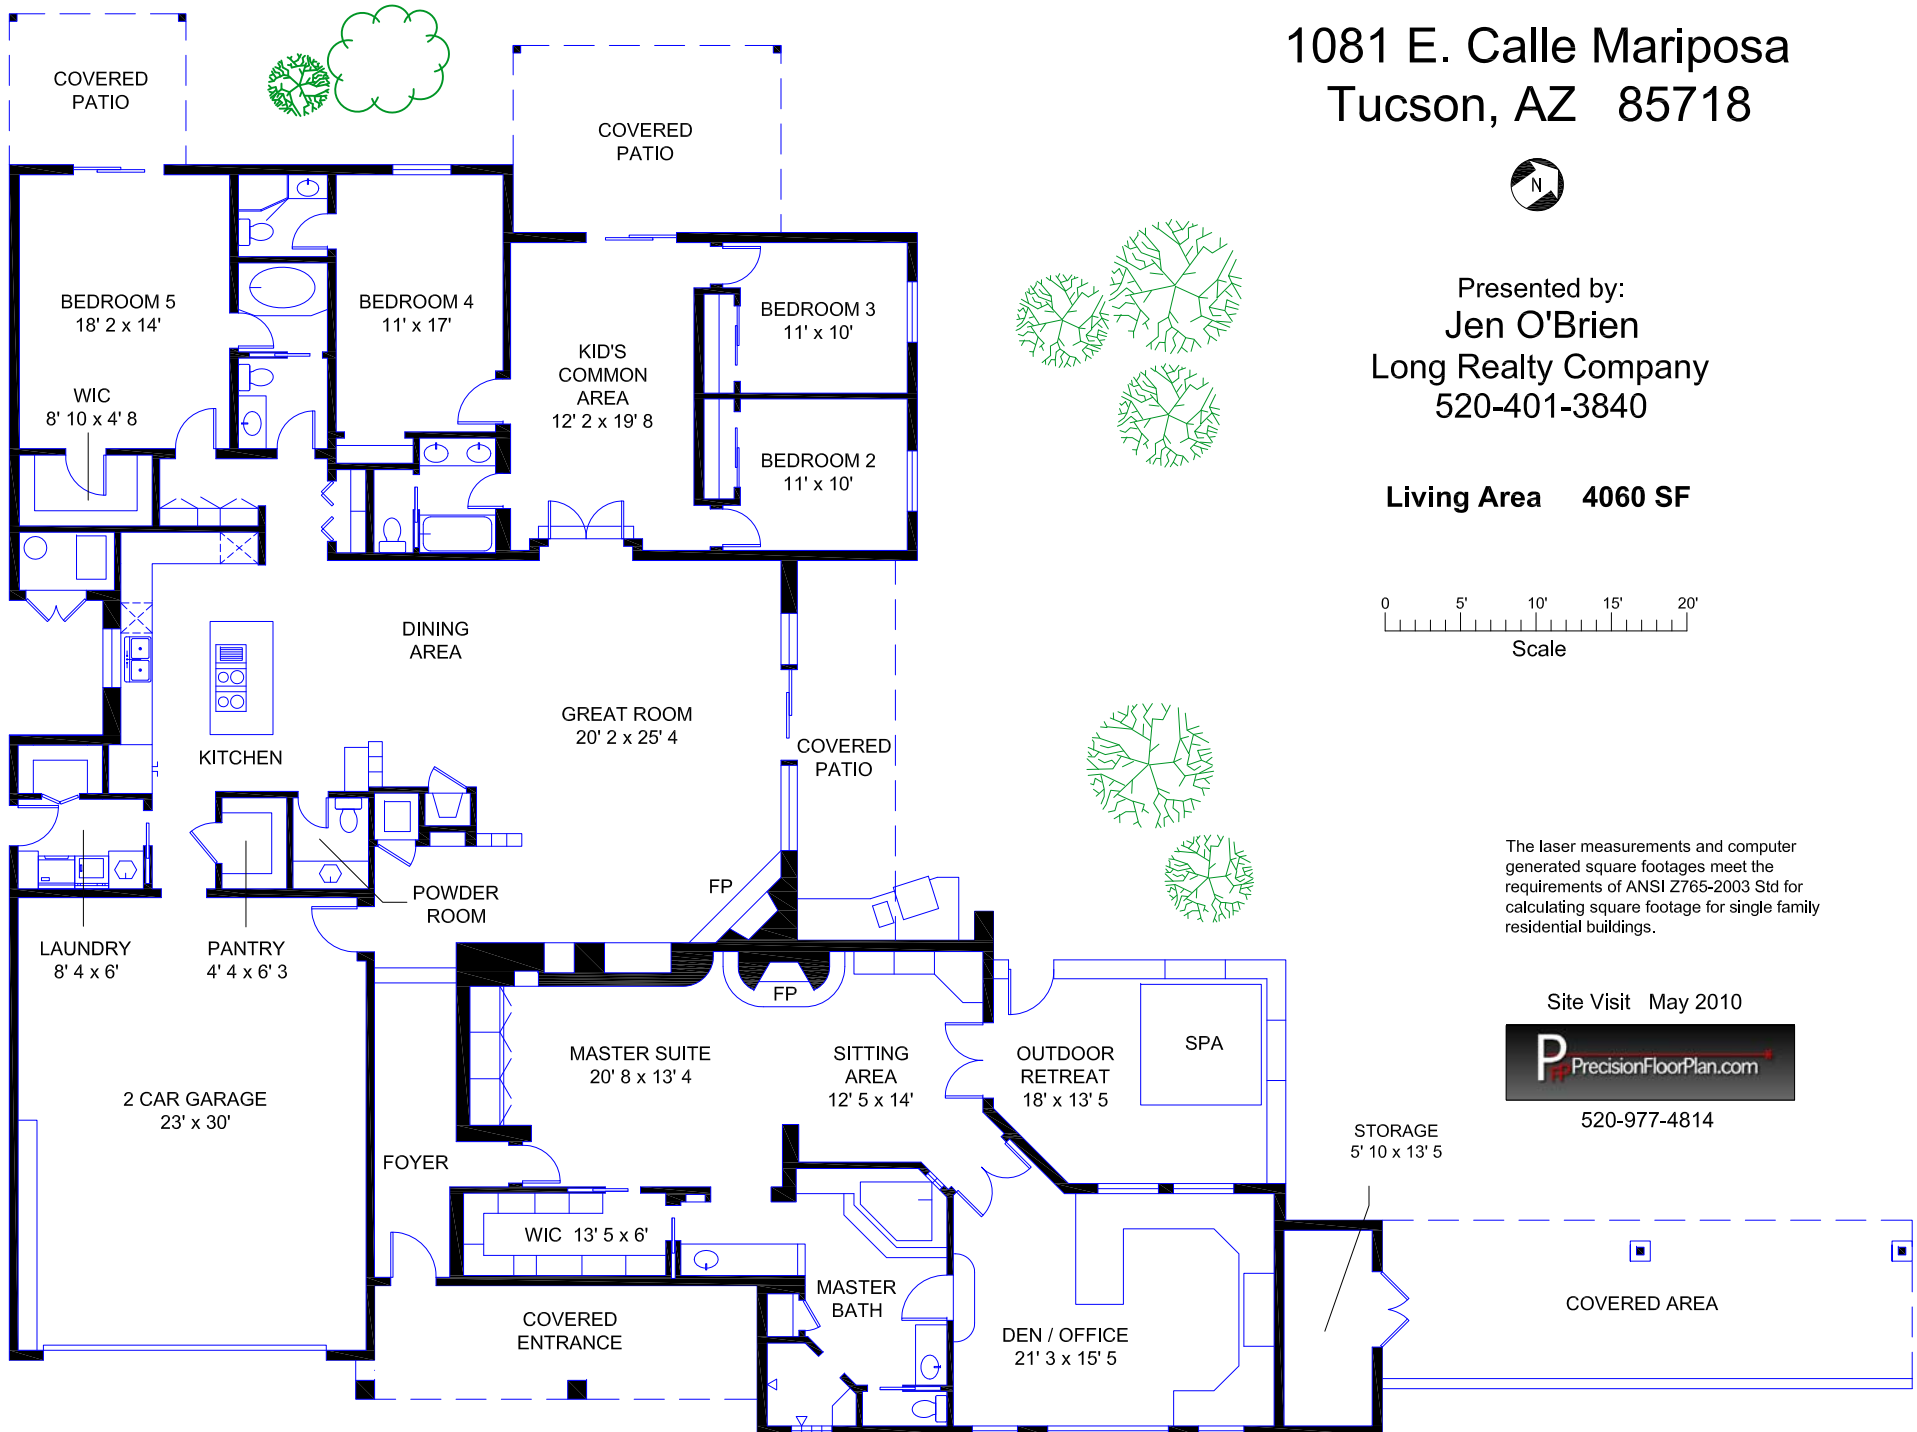 1081 E. Calle Mariposa
Tucson, AZ 85718
N
Presented by:
Jen O'Brien
Long Realty Company
520-401-3840
Living Area 4060 SF
0 5' 10' 15' 20'
Scale
The laser measurements and computer
generated square footages meet the
requirements of ANSI Z765-2003 Std for
calculating square footage for single family
residential buildings.
Site Visit May 2010
PFP PrecisionFloorPlan.com
520-977-4814
COVERED
PATIO
COVERED
PATIO
BEDROOM 5
18' 2 x 14'
WIC
8' 10 x 4' 8
BEDROOM 4
11' x 17'
KID'S
COMMON
AREA
12' 2 x 19' 8
BEDROOM 3
11' x 10'
BEDROOM 2
11' x 10'
DINING
AREA
GREAT ROOM
20' 2 x 25' 4
COVERED
PATIO
KITCHEN
FP
POWDER
ROOM
LAUNDRY
8' 4 x 6'
PANTRY
4' 4 x 6' 3
2 CAR GARAGE
23' x 30'
FOYER
FP
MASTER SUITE
20' 8 x 13' 4
SITTING
AREA
12' 5 x 14'
OUTDOOR
RETREAT
18' x 13' 5
SPA
STORAGE
5' 10 x 13' 5
WIC 13' 5 x 6'
MASTER
BATH
COVERED
ENTRANCE
DEN / OFFICE
21' 3 x 15' 5
COVERED AREA